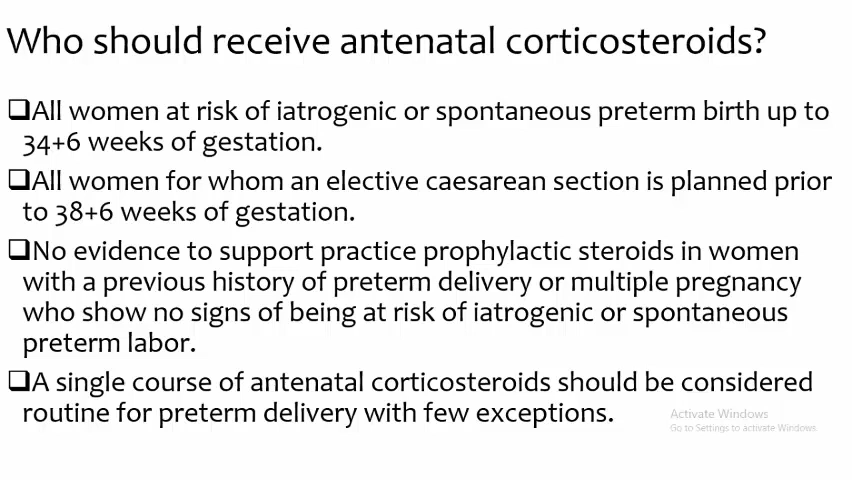 Who should receive antenatal corticosteroids?
❑All women at risk of iatrogenic or spontaneous preterm birth up to
34+6 weeks of gestation.
❑All women for whom an elective caesarean section is planned prior
to 38+6 weeks of gestation.
❑No evidence to support practice prophylactic steroids in women
with a previous history of preterm delivery or multiple pregnancy
who show no signs of being at risk of iatrogenic or spontaneous
preterm labor.
❑A single course of antenatal corticosteroids should be considered
routine for preterm delivery with few exceptions.
Activate Windows
Go to Settings to activate Windows.